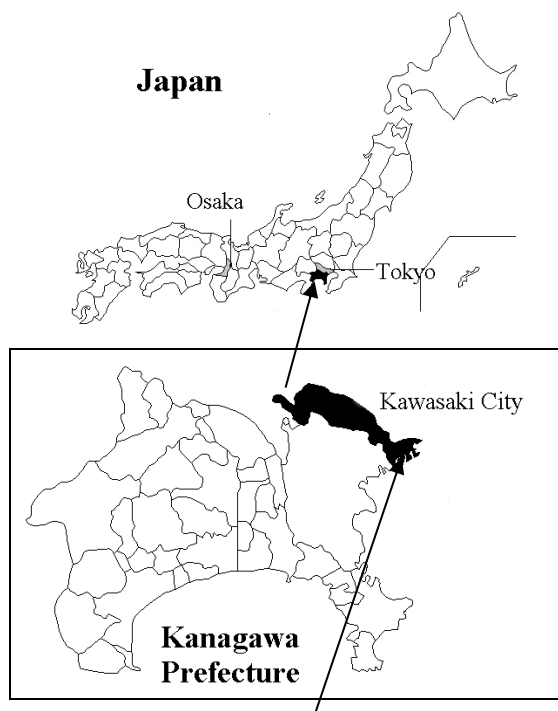 Japan
Osaka
Tokyo
Kawasaki City
Kanagawa
Prefecture